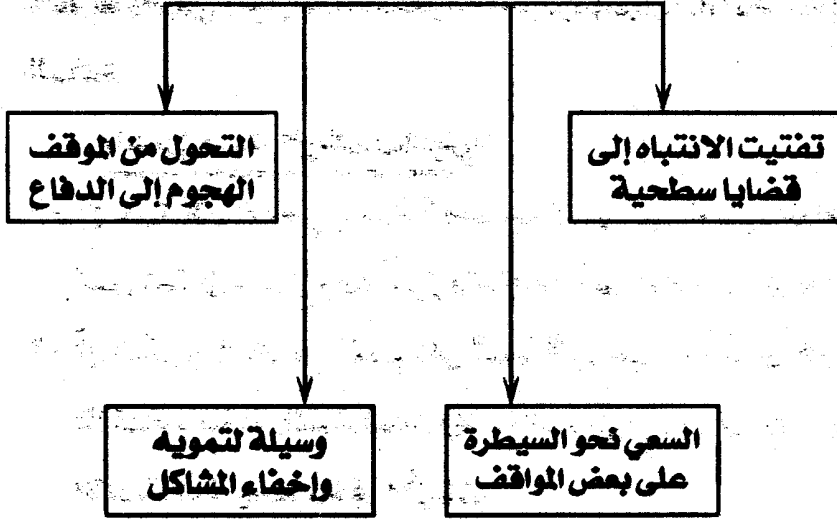 تفتيت الانتباه إلى
قضايا سطحية
التحول من الموقف
الهجوم إلى الدفاع
السعي نحو السيطرة
على بعض المواقف
وسيلة لتمويه
وإخفاء المشاكل